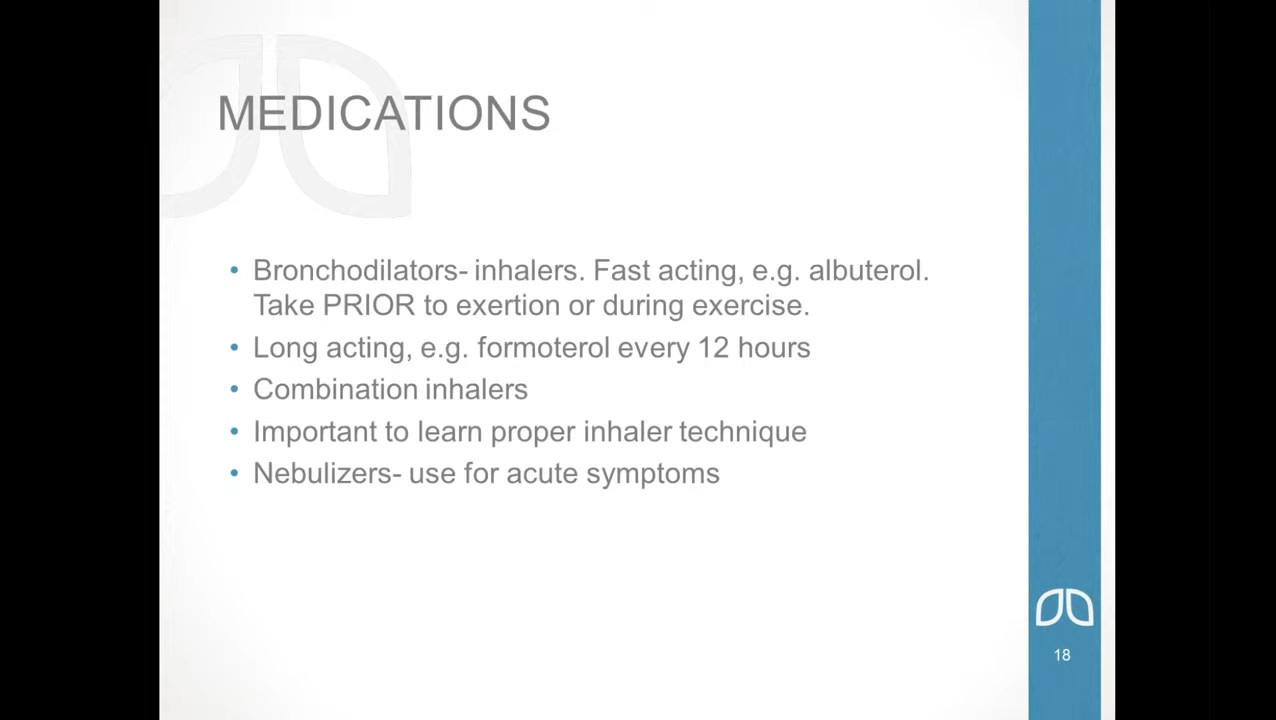 MEDICATIONS
• Bronchodilators- inhalers. Fast acting, e.g. albuterol.
Take PRIOR to exertion or during exercise.
• Long acting, e.g. formoterol every 12 hours
• Combination inhalers
• Important to learn proper inhaler technique
• Nebulizers- use for acute symptoms
18